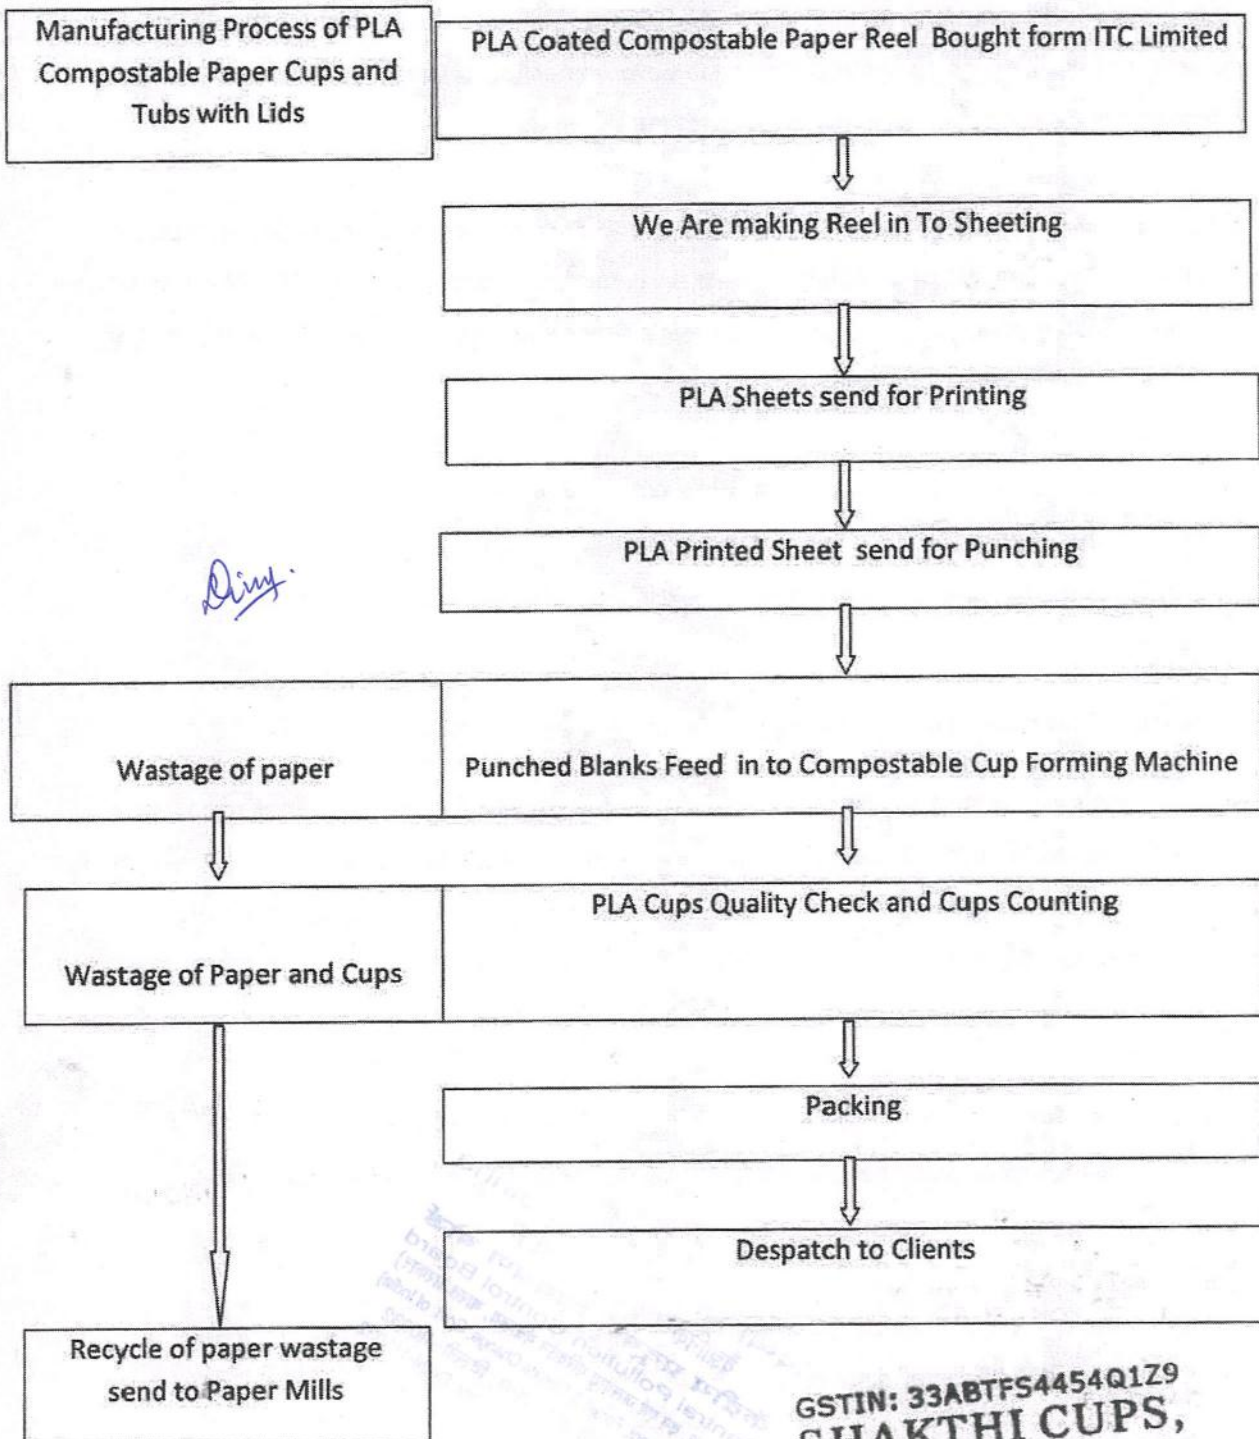 Manufacturing Process of PLA
Compostable Paper Cups and
Tubs with Lids
PLA Coated Compostable Paper Reel Bought form ITC Limited
We Are making Reel in To Sheeting
PLA Sheets send for Printing
PLA Printed Sheet send for Punching
Wastage of paper
Punched Blanks Feed in to Compostable Cup Forming Machine
PLA Cups Quality Check and Cups Counting
Wastage of Paper and Cups
Packing
Despatch to Clients
Recycle of paper wastage
send to Paper Mills
GSTIN: 33ABTFS4454Q1Z9
SHAKTHI CUPS,